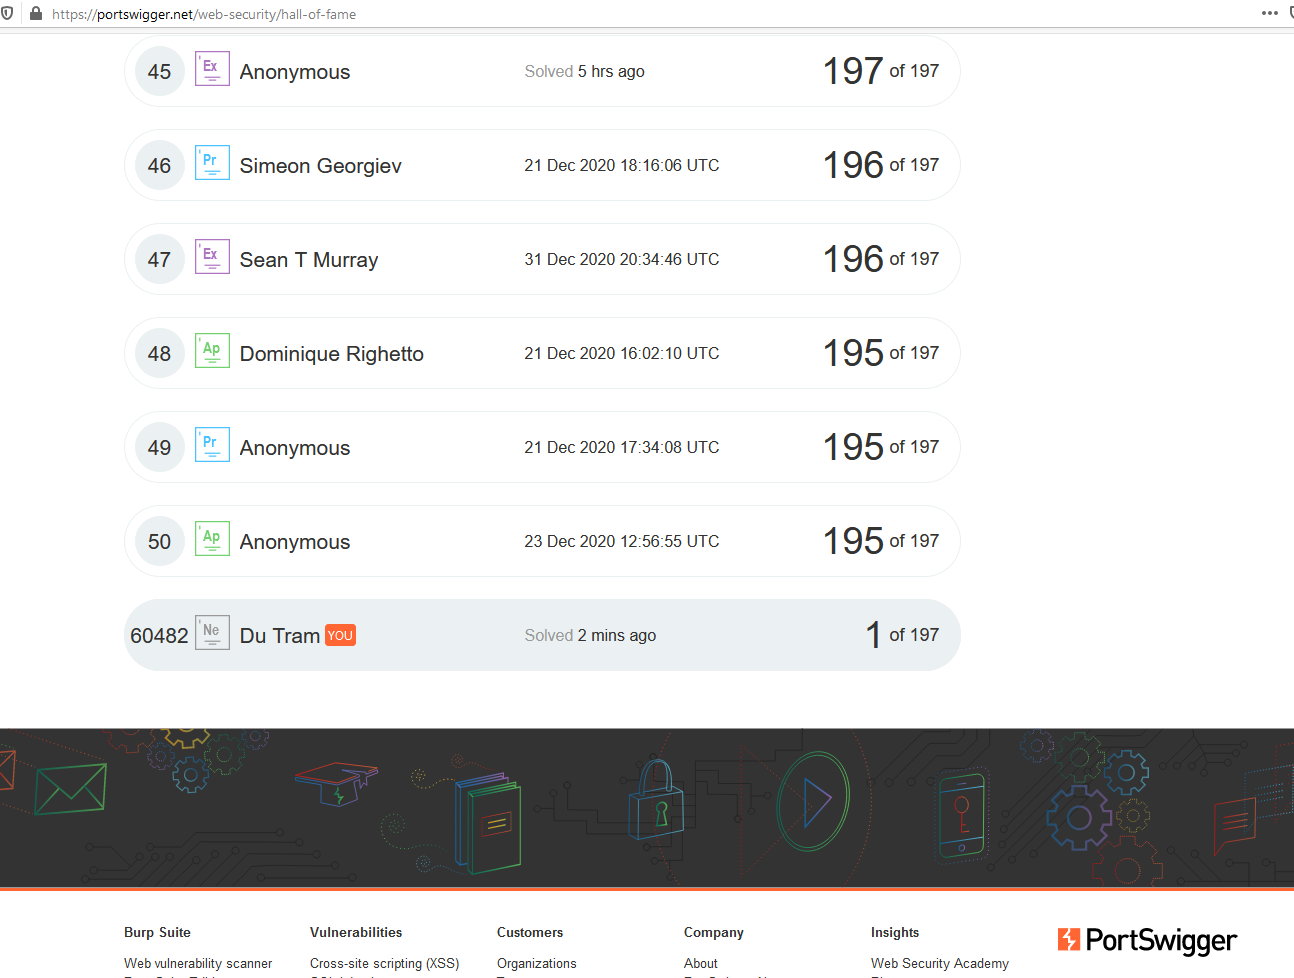 https://portswigger.net/web-security/hall-of-fame
45 Ex Anonymous Solved 5 hrs ago 197 of 197
46 Pr Simeon Georgiev 21 Dec 2020 18:16:06 UTC 196 of 197
47 Ex Sean T Murray 31 Dec 2020 20:34:46 UTC 196 of 197
48 Ap Dominique Righetto 21 Dec 2020 16:02:10 UTC 195 of 197
49 Pr Anonymous 21 Dec 2020 17:34:08 UTC 195 of 197
50 Ap Anonymous 23 Dec 2020 12:56:55 UTC 195 of 197
60482 Ne Du Tram YOU Solved 2 mins ago 1 of 197
Burp Suite Vulnerabilities Customers Company Insights PortSwigger
Web vulnerability scanner Cross-site scripting (XSS) Organizations About Web Security Academy